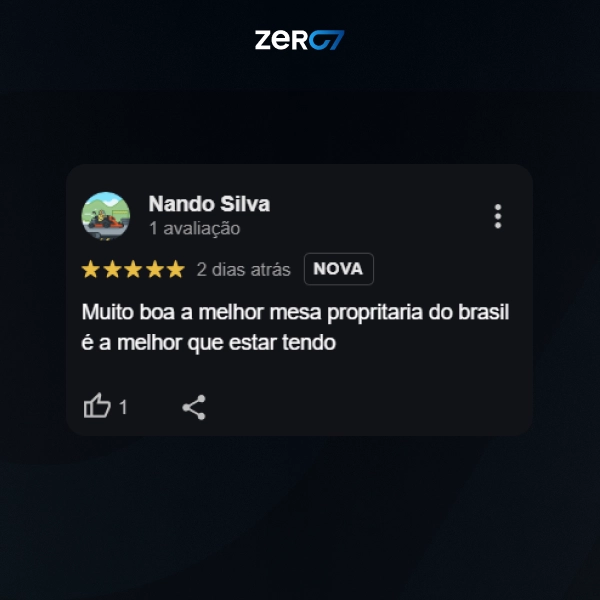 ZERO7
Nando Silva
1 avaliação
2 dias atrás NOVA
Muito boa a melhor mesa propritaria do brasil
é a melhor que estar tendo
1